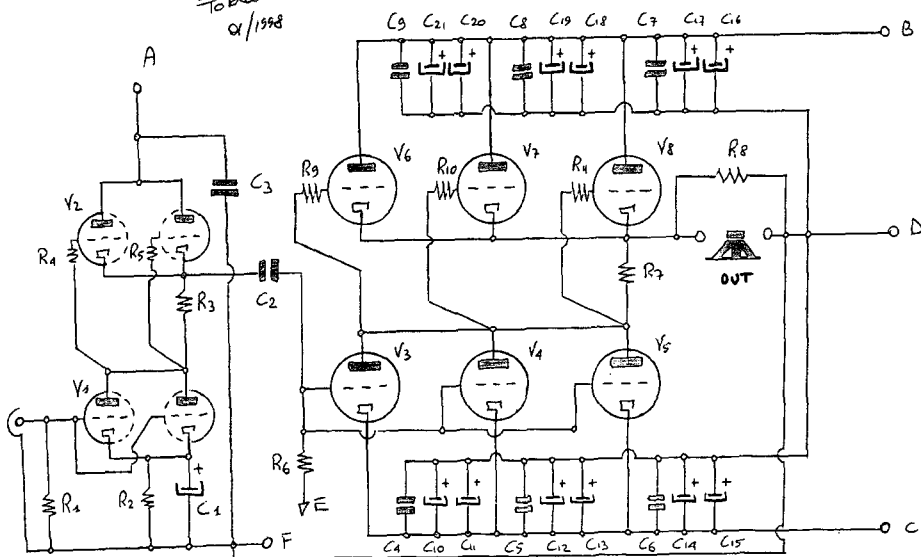 01/1998
C9 C21 C20 C8 C19 C18 C7 C17 C16
B
A
V6 V7 V8 R8
R9 R10 R11
C3
V2
R4 R5
D
C2
R3
R7
OUT
V3 V4 V5
V1
R6
R1 R2 C1
E
F
C
C4 C10 C11 C5 C12 C13 C6 C14 C15